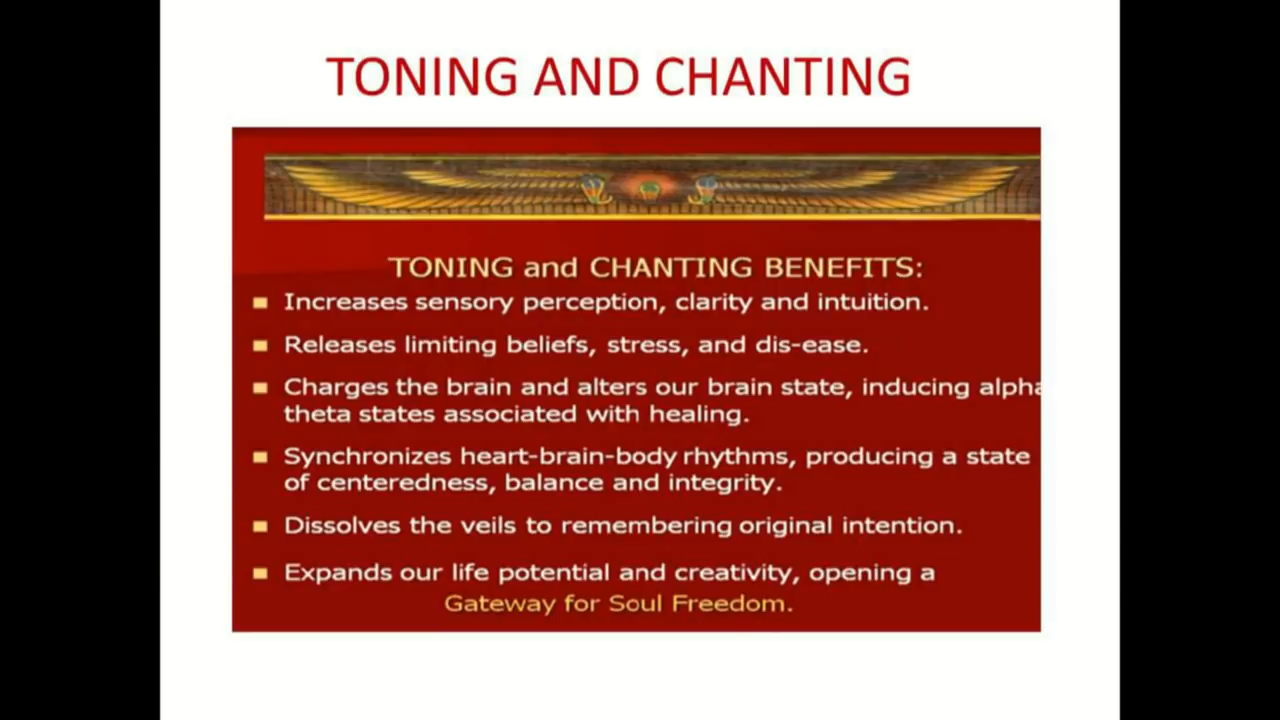 TONING AND CHANTING
TONING and CHANTING BENEFITS:
Increases sensory perception, clarity and intuition.
Releases limiting beliefs, stress, and dis-ease.
Charges the brain and alters our brain state, inducing alpha
theta states associated with healing.
Synchronizes heart-brain-body rhythms, producing a state
of centeredness, balance and integrity.
Dissolves the veils to remembering original intention.
Expands our life potential and creativity, opening a
Gateway for Soul Freedom.